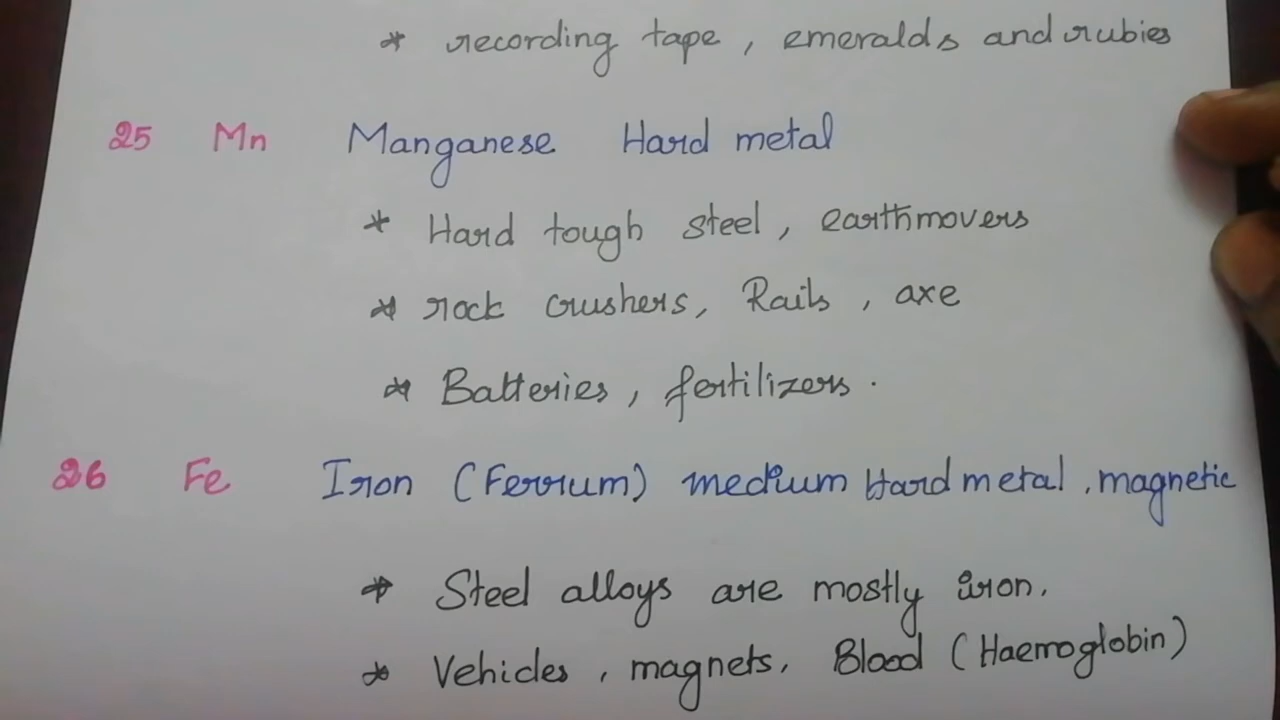 * recording tape, emeralds and rubies
25 Mn Manganese Hard metal
* Hard tough steel, earthmovers
* rock crushers, Rails, axe
* Batteries, fertilizers.
26 Fe Iron (Ferrum) medium Hard metal, magnetic
* Steel alloys are mostly iron.
* Vehicles, magnets, Blood (Haemoglobin)